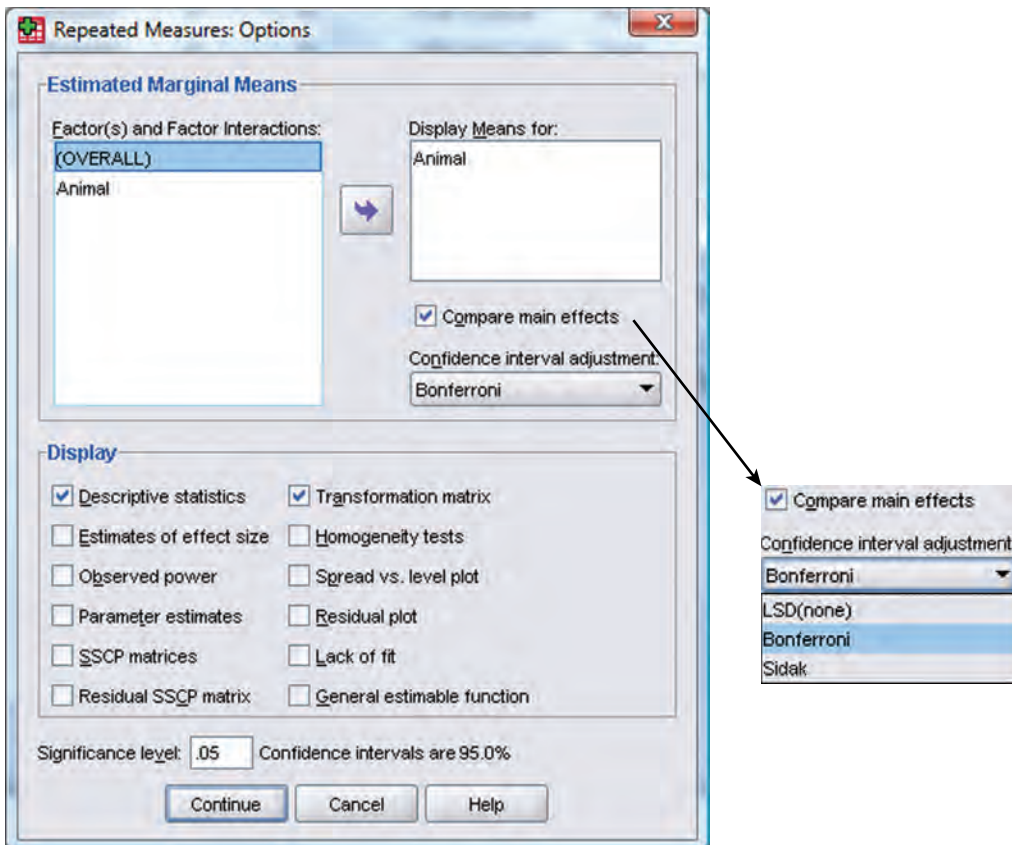 Repeated Measures: Options
Estimated Marginal Means
Factor(s) and Factor Interactions:
(OVERALL)
Animal
Display Means for:
Animal
Compare main effects
Confidence interval adjustment:
Bonferroni
Display
Descriptive statistics
Transformation matrix
Estimates of effect size
Homogeneity tests
Observed power
Spread vs. level plot
Parameter estimates
Residual plot
SSCP matrices
Lack of fit
Residual SSCP matrix
General estimable function
Significance level: .05 Confidence intervals are 95.0%
Continue
Cancel
Help
Compare main effects
Confidence interval adjustment
Bonferroni
LSD(none)
Bonferroni
Sidak